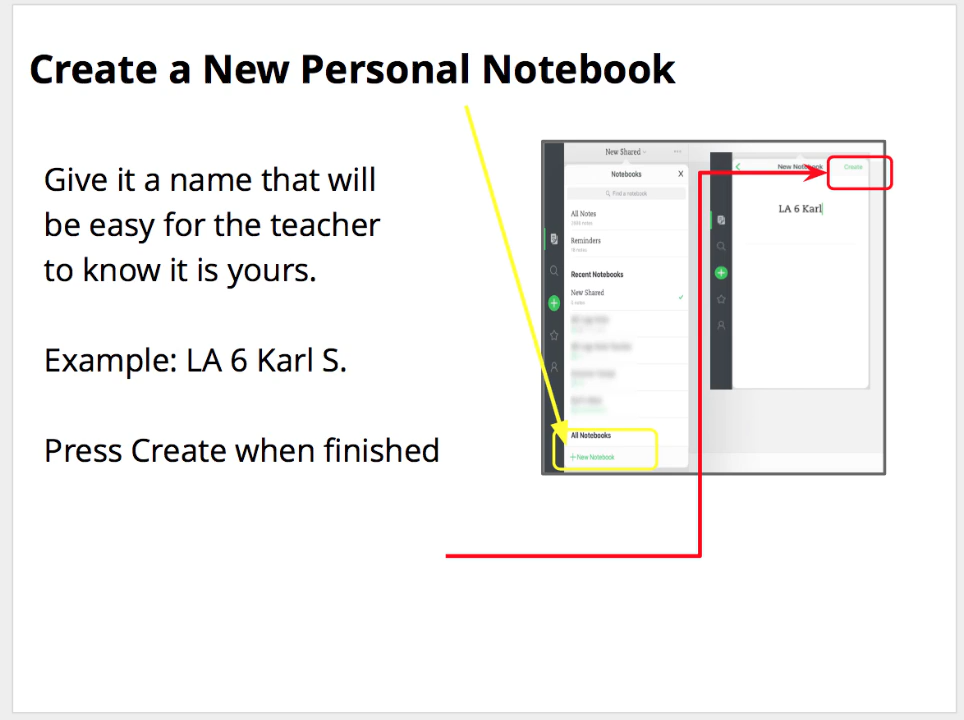 Create a New Personal Notebook
Give it a name that will
be easy for the teacher
to know it is yours.
Example: LA 6 Karl S.
Press Create when finished
New Shared
Notebooks
X
Find a notebook
All Notes
Reminders
Recent Notebooks
New Shared
All Notebooks
+ New Notebook
New Notebook
Create
LA 6 Karl